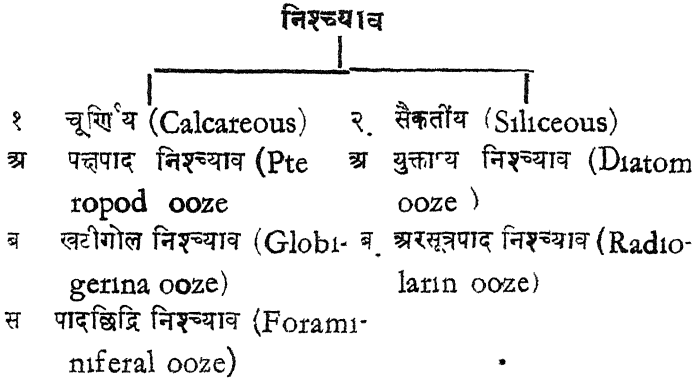 निश्च्याव
१ चूर्णिय (Calcareous) २. सैकतीय (Siliceous)
अ पक्षपाद निश्च्याव (Pte अ युक्ताप्य निश्च्याव (Diatom
ropod ooze ooze )
ब खटीगोल निश्च्याव (Globi- ब. अरसूत्रपाद निश्च्याव (Radio-
gerina ooze) larin ooze)
स पादछिद्रि निश्च्याव (Forami-
niferal ooze)